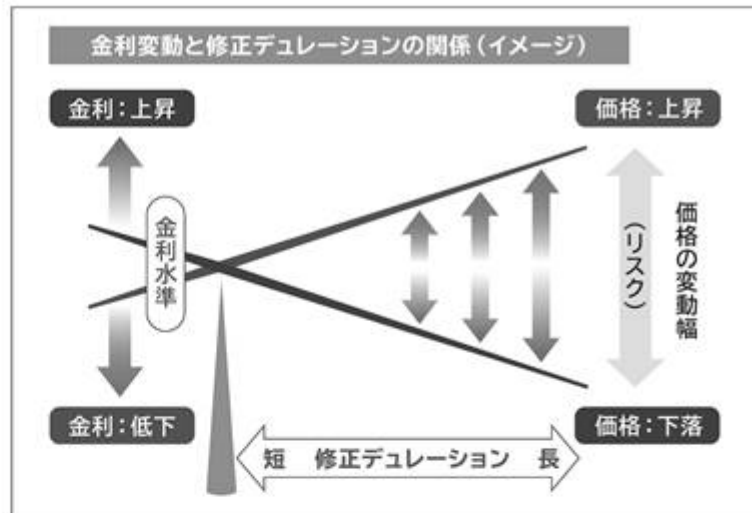 金利変動と修正デュレーションの関係(イメージ)
金利:上昇
価格:上昇
金利水準
(リスク)
価格の変動幅
金利:低下
価格:下落
短 修正デュレーション 長